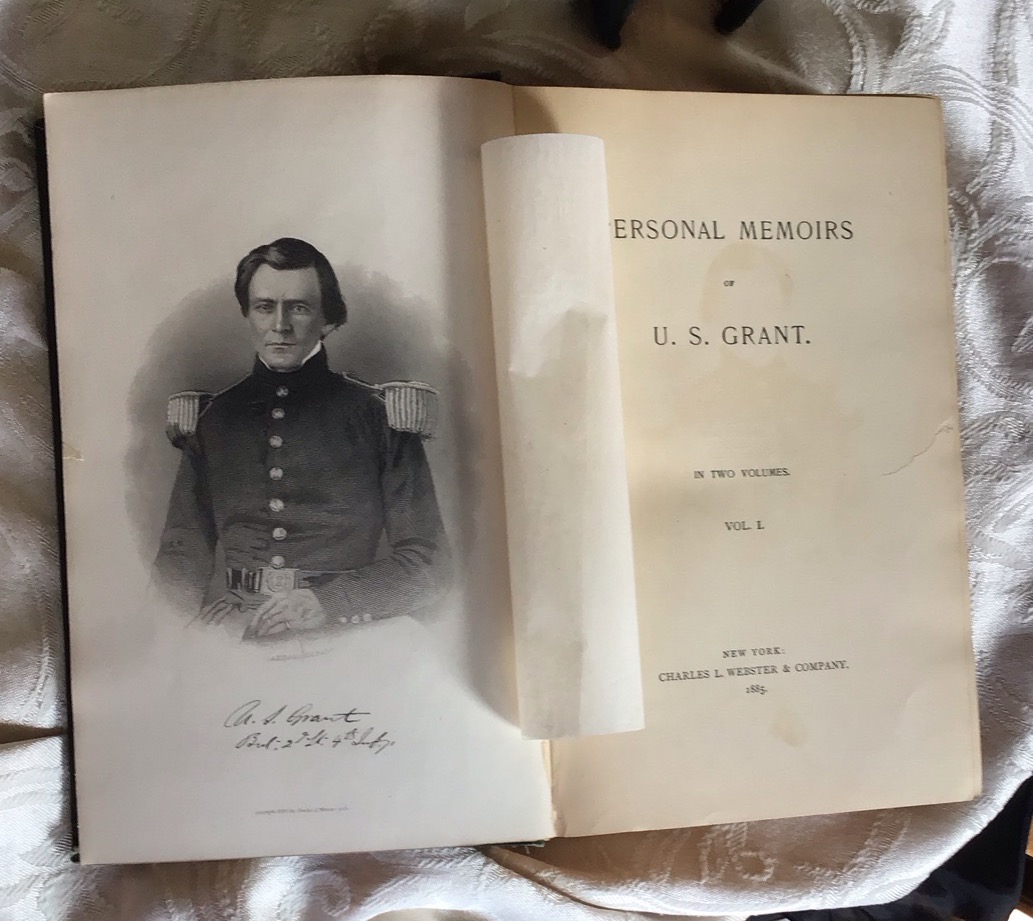 U. S. Grant
Bvt. 2ᵈ Lt. 4ᵗʰ Infy.
ERSONAL MEMOIRS
OF
U. S. GRANT.
IN TWO VOLUMES.
VOL. I.
NEW YORK:
CHARLES L. WEBSTER & COMPANY.
1885.